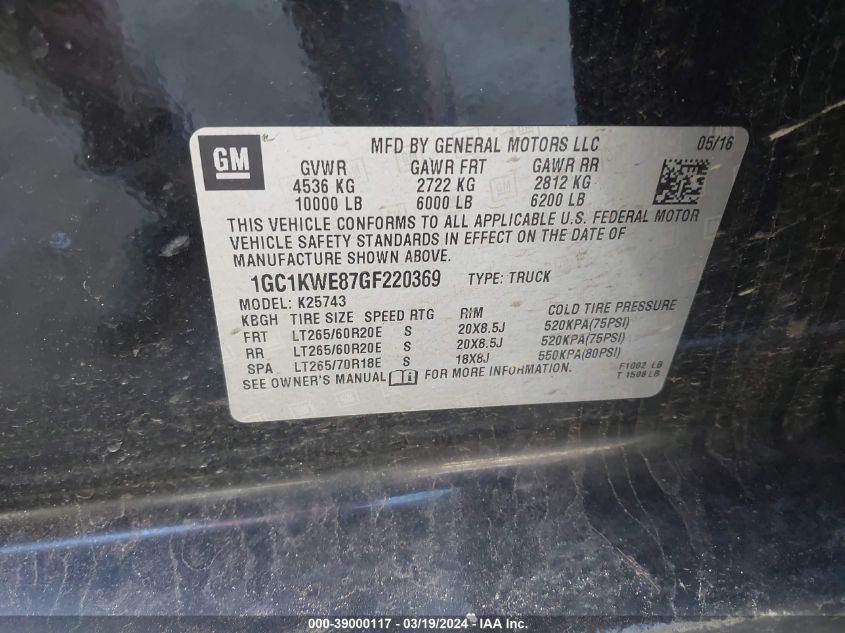 GM
MFD BY GENERAL MOTORS LLC 05/16
GVWR GAWR FRT GAWR RR
4536 KG 2722 KG 2812 KG
10000 LB 6000 LB 6200 LB
THIS VEHICLE CONFORMS TO ALL APPLICABLE U.S. FEDERAL MOTOR
VEHICLE SAFETY STANDARDS IN EFFECT ON THE DATE OF
MANUFACTURE SHOWN ABOVE.
1GC1KWE87GF220369 TYPE: TRUCK
MODEL: K25743
KBGH TIRE SIZE SPEED RTG RIM COLD TIRE PRESSURE
FRT LT265/60R20E S 20X8.5J 520KPA(75PSI)
RR LT265/60R20E S 20X8.5J 520KPA(75PSI)
SPA LT265/70R18E S 18X8J 550KPA(80PSI)
SEE OWNER'S MANUAL FOR MORE INFORMATION.
F1002 LB
T 1588 LB
000-39000117 - 03/19/2024 - IAA Inc.